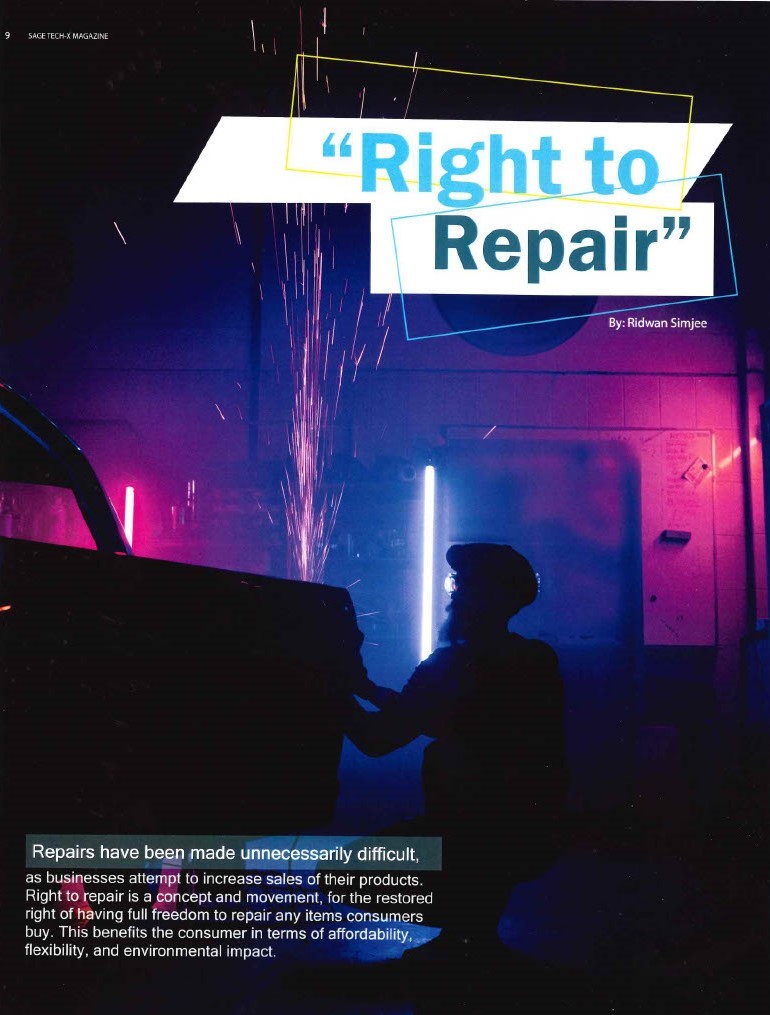 9 SAGE TECH-X MAGAZINE
“Right to
Repair”
By: Ridwan Simjee
Repairs have been made unnecessarily difficult,
as businesses attempt to increase sales of their products.
Right to repair is a concept and movement, for the restored
right of having full freedom to repair any items consumers
buy. This benefits the consumer in terms of affordability,
flexibility, and environmental impact.